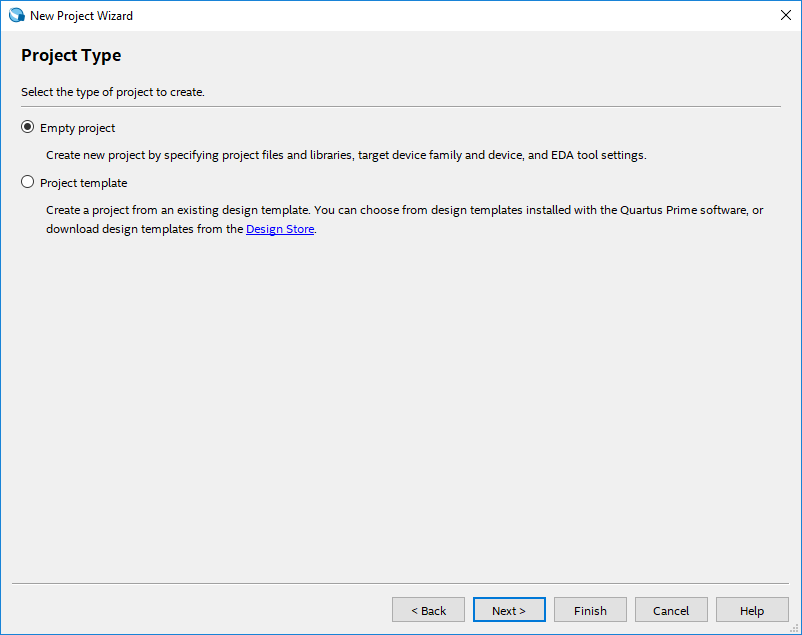 New Project Wizard
Project Type
Select the type of project to create.
Empty project
Create new project by specifying project files and libraries, target device family and device, and EDA tool settings.
Project template
Create a project from an existing design template. You can choose from design templates installed with the Quartus Prime software, or
download design templates from the Design Store.
< Back Next > Finish Cancel Help